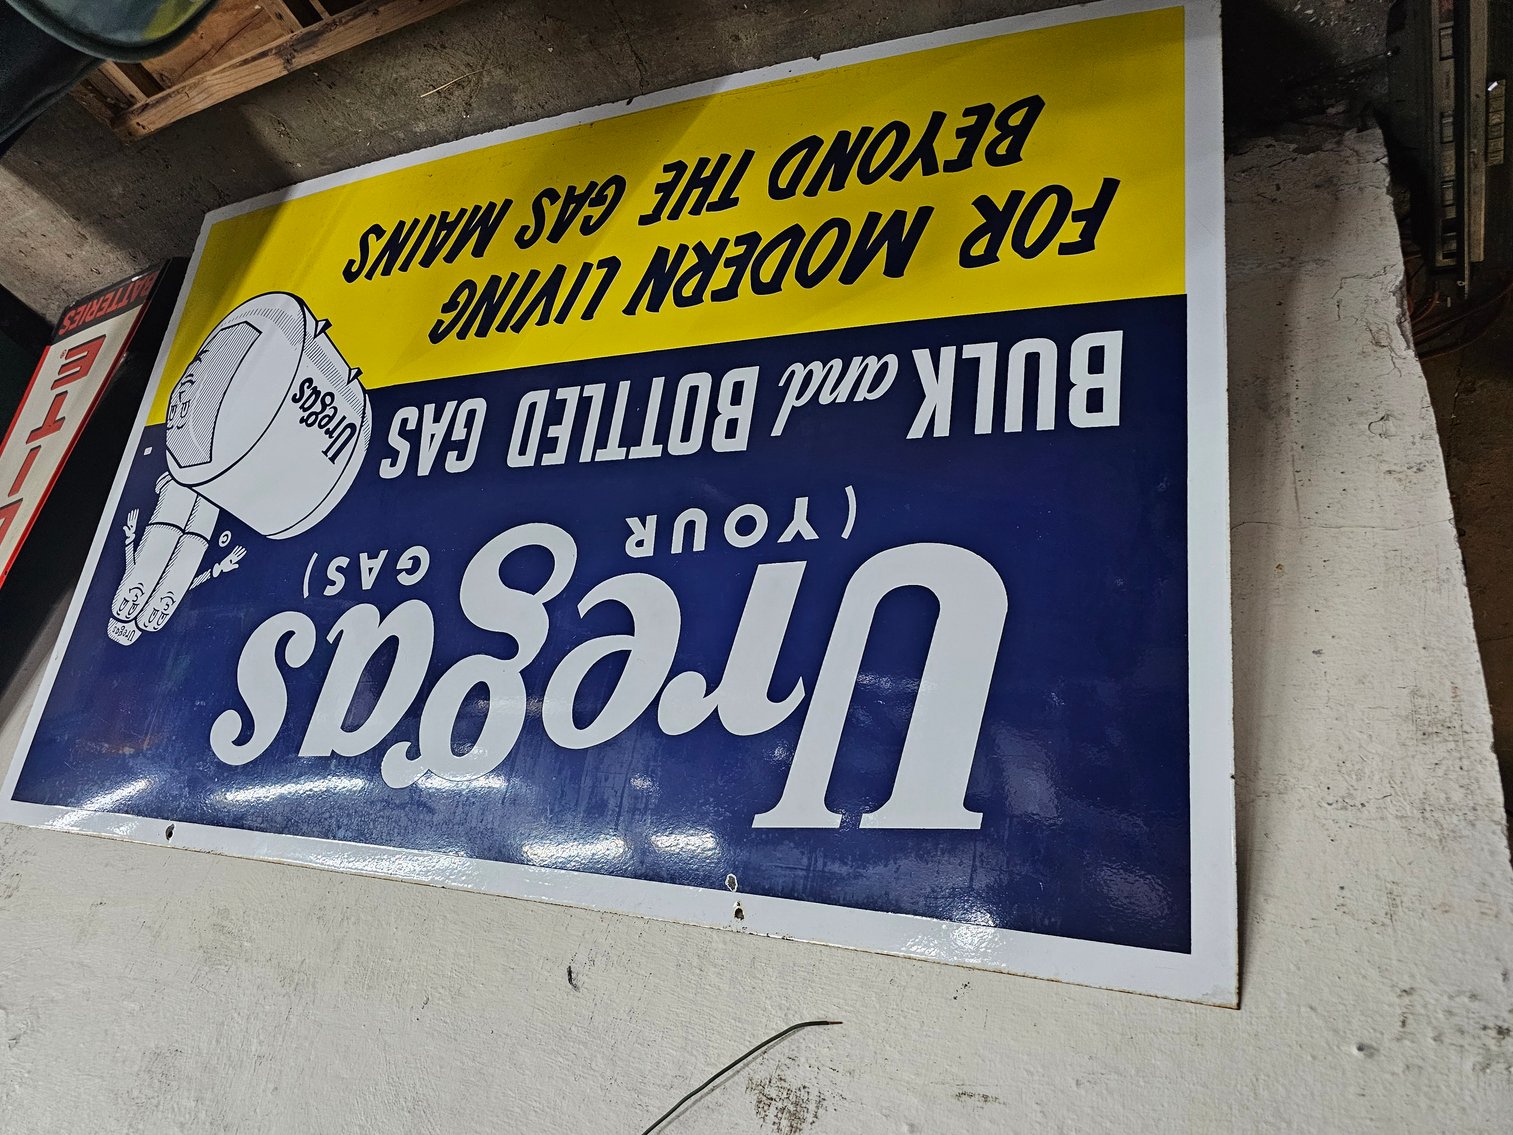 Uregas
(YOUR GAS)
BULK and BOTTLED GAS
FOR MODERN LIVING
BEYOND THE GAS MAINS
Uregas
Uregas
BATTERIES